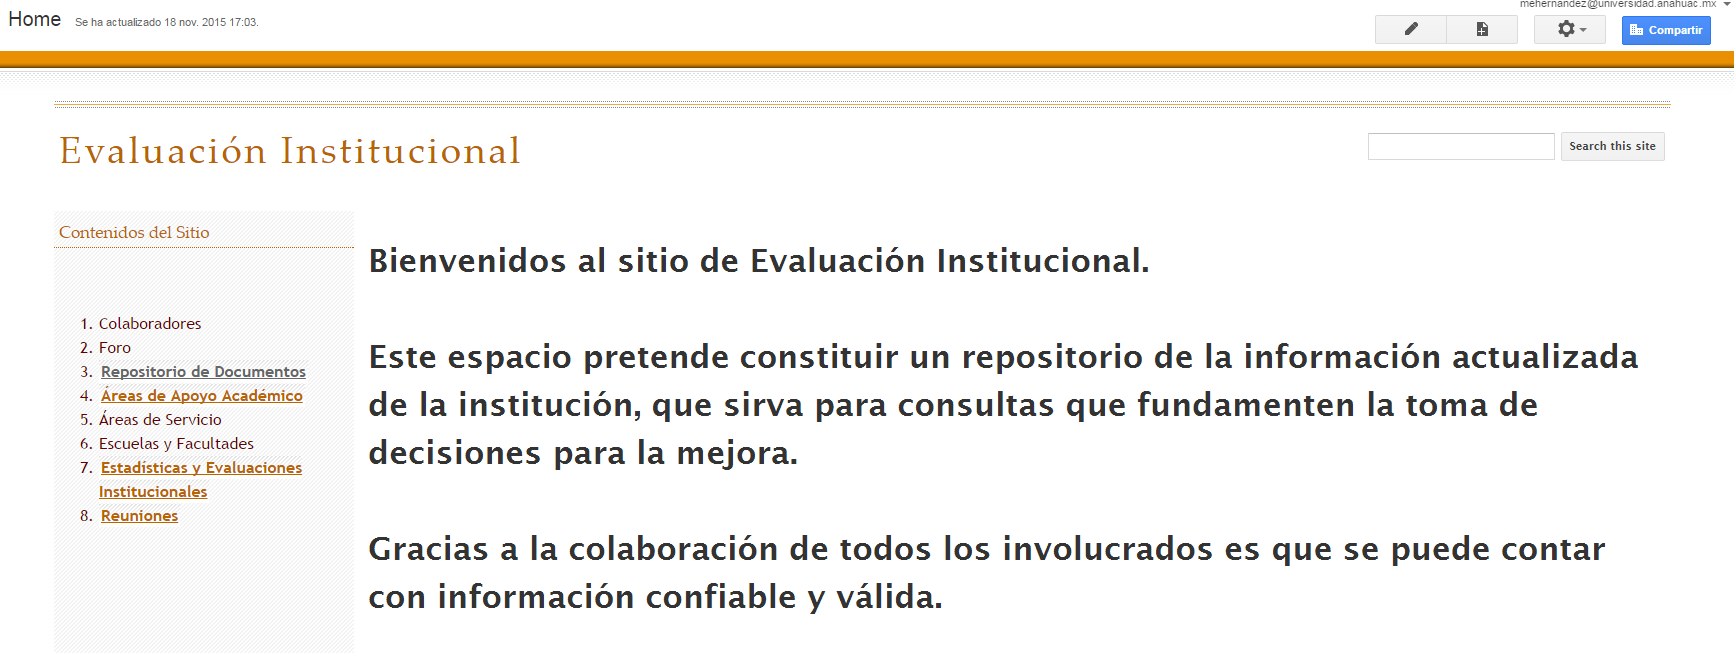 mehernandez@universidad.anahuac.mx
Home Se ha actualizado 18 nov. 2015 17:03.
Compartir
Evaluación Institucional
Search this site
Contenidos del Sitio
1. Colaboradores
2. Foro
3. Repositorio de Documentos
4. Áreas de Apoyo Académico
5. Áreas de Servicio
6. Escuelas y Facultades
7. Estadísticas y Evaluaciones
Institucionales
8. Reuniones
Bienvenidos al sitio de Evaluación Institucional.
Este espacio pretende constituir un repositorio de la información actualizada
de la institución, que sirva para consultas que fundamenten la toma de
decisiones para la mejora.
Gracias a la colaboración de todos los involucrados es que se puede contar
con información confiable y válida.